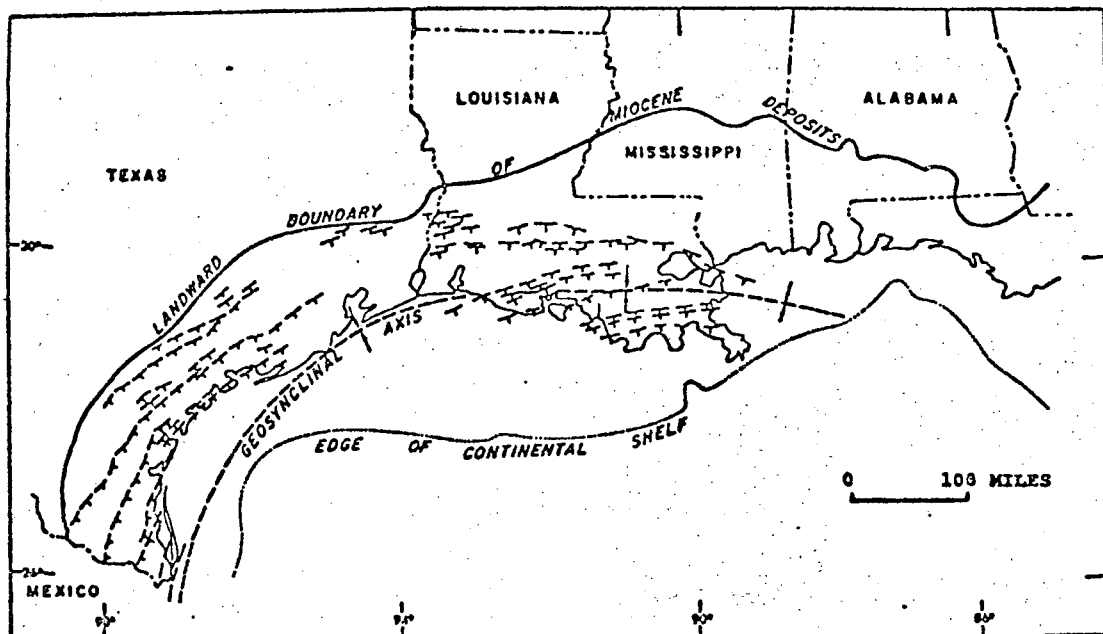 LOUISIANA
ALABAMA
MISSISSIPPI
TEXAS
LANDWARD BOUNDARY OF MIOCENE DEPOSITS
GEOSYNCLINAL AXIS
EDGE OF CONTINENTAL SHELF
0 100 MILES
MEXICO